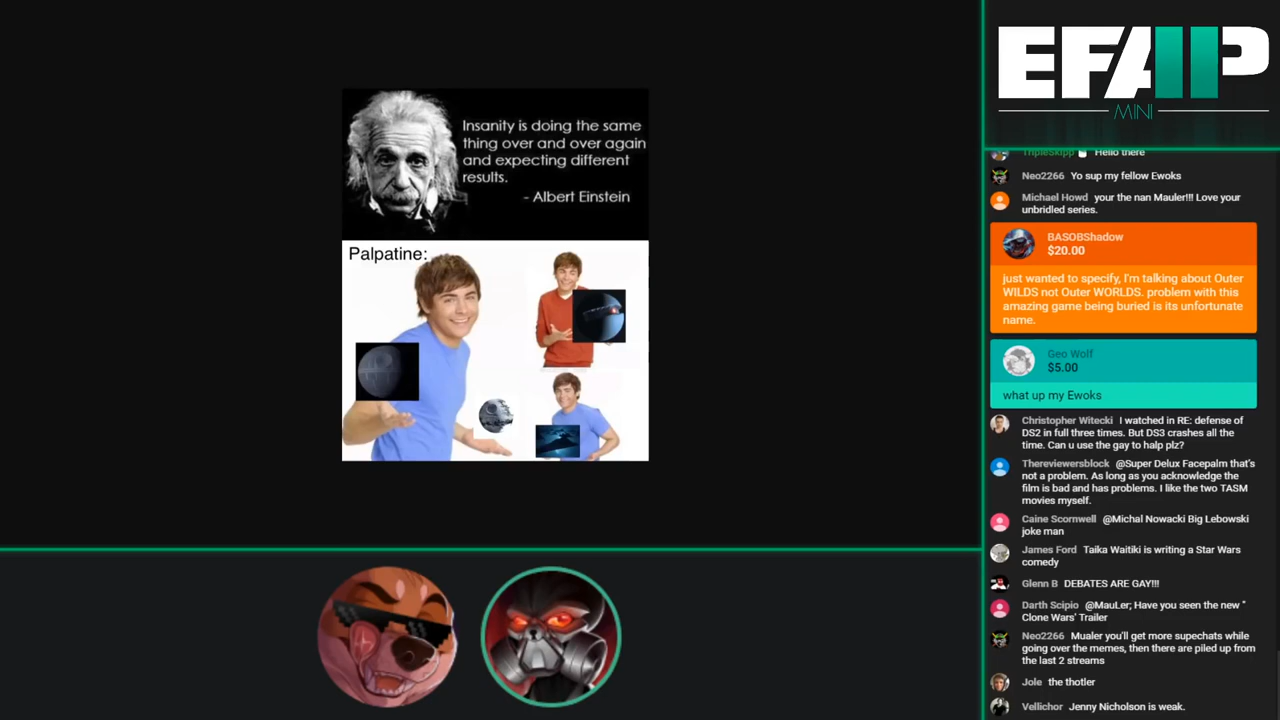 Insanity is doing the same
thing over and over again
and expecting different
results.
- Albert Einstein
Palpatine:
EFAP
MINI
TripleSkipp Hello there
Neo2266 Yo sup my fellow Ewoks
Michael Howd your the nan Mauler!!! Love your
unbridled series.
BASOBShadow
$20.00
just wanted to specify, I'm talking about Outer
WILDS not Outer WORLDS. problem with this
amazing game being buried is its unfortunate
name.
Geo Wolf
$5.00
what up my Ewoks
Christopher Witecki I watched in RE: defense of
DS2 in full three times. But DS3 crashes all the
time. Can u use the gay to halp plz?
Thereviewersblock @Super Delux Facepalm that's
not a problem. As long as you acknowledge the
film is bad and has problems. I like the two TASM
movies myself.
Caine Scornwell @Michal Nowacki Big Lebowski
joke man
James Ford Taika Waitiki is writing a Star Wars
comedy
Glenn B DEBATES ARE GAY!!!
Darth Scipio @MauLer; Have you seen the new "
Clone Wars' Trailer
Neo2266 Mualer you'll get more supechats while
going over the memes, then there are piled up from
the last 2 streams
Jole the thotler
Vellichor Jenny Nicholson is weak.